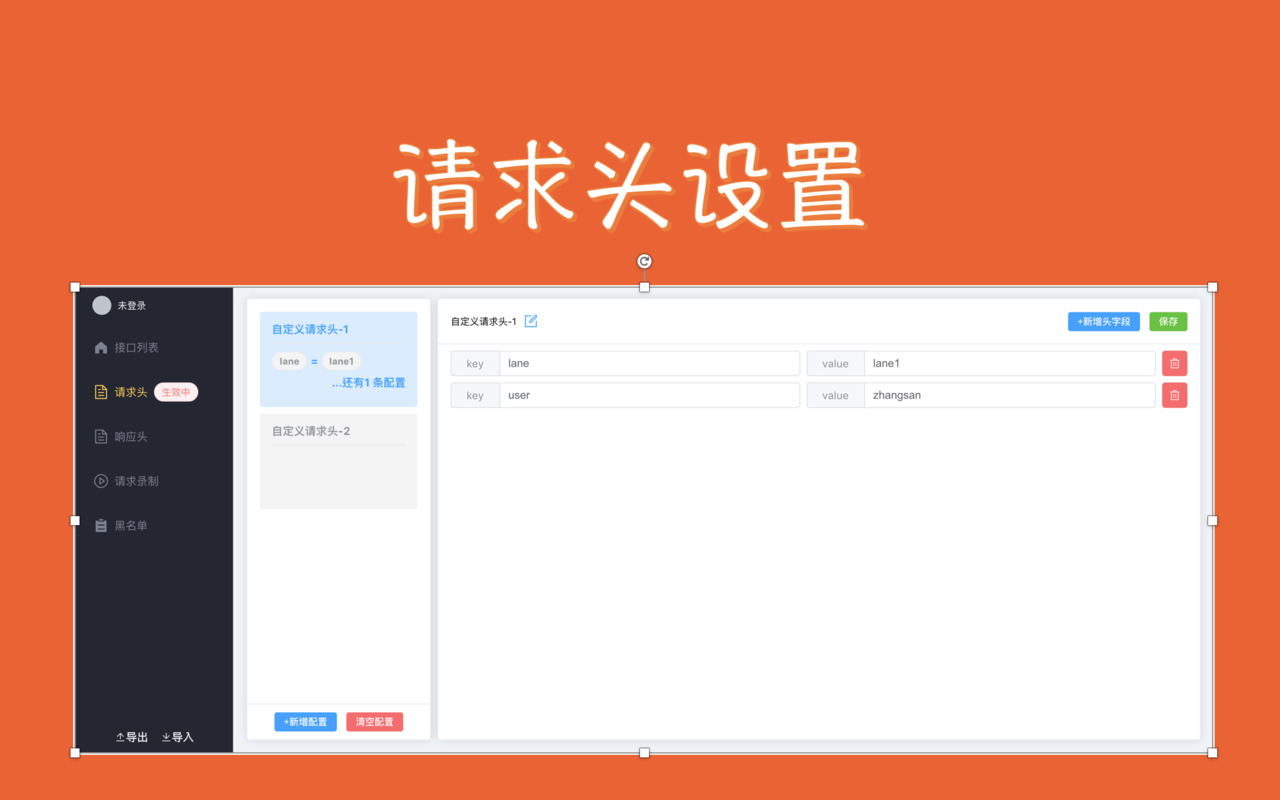 请求头设置
未登录
接口列表
请求头 生效中
响应头
请求录制
黑名单
导出 导入
自定义请求头-1
lane = lane1
...还有1 条配置
自定义请求头-2
+新增配置 清空配置
自定义请求头-1 +新增头字段 保存
key lane value lane1
key user value zhangsan